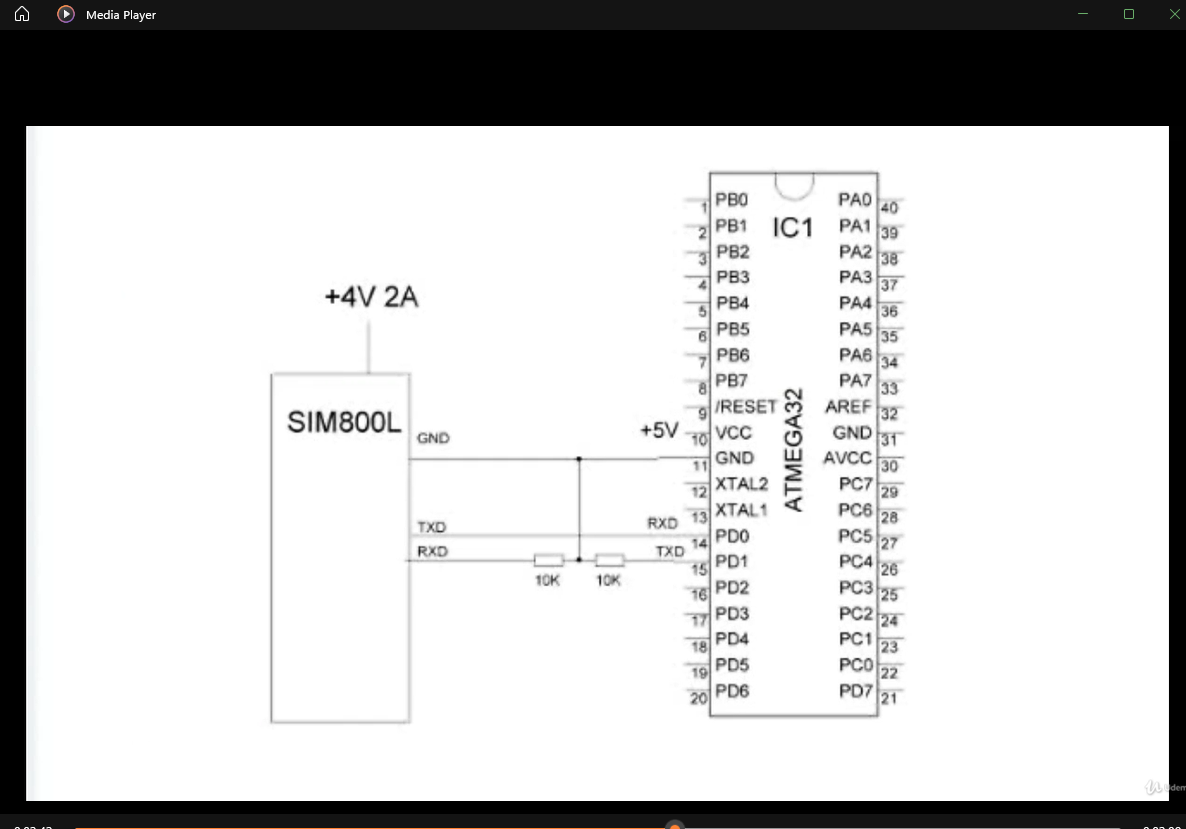 Media Player
+4V 2A
SIM800L
GND
TXD
RXD
10K
10K
+5V
RXD
TXD
IC1
ATMEGA32
1 PB0 PA0 40
2 PB1 PA1 39
3 PB2 PA2 38
4 PB3 PA3 37
5 PB4 PA4 36
6 PB5 PA5 35
7 PB6 PA6 34
8 PB7 PA7 33
9 /RESET AREF 32
10 VCC GND 31
11 GND AVCC 30
12 XTAL2 PC7 29
13 XTAL1 PC6 28
14 PD0 PC5 27
15 PD1 PC4 26
16 PD2 PC3 25
17 PD3 PC2 24
18 PD4 PC1 23
19 PD5 PC0 22
20 PD6 PD7 21